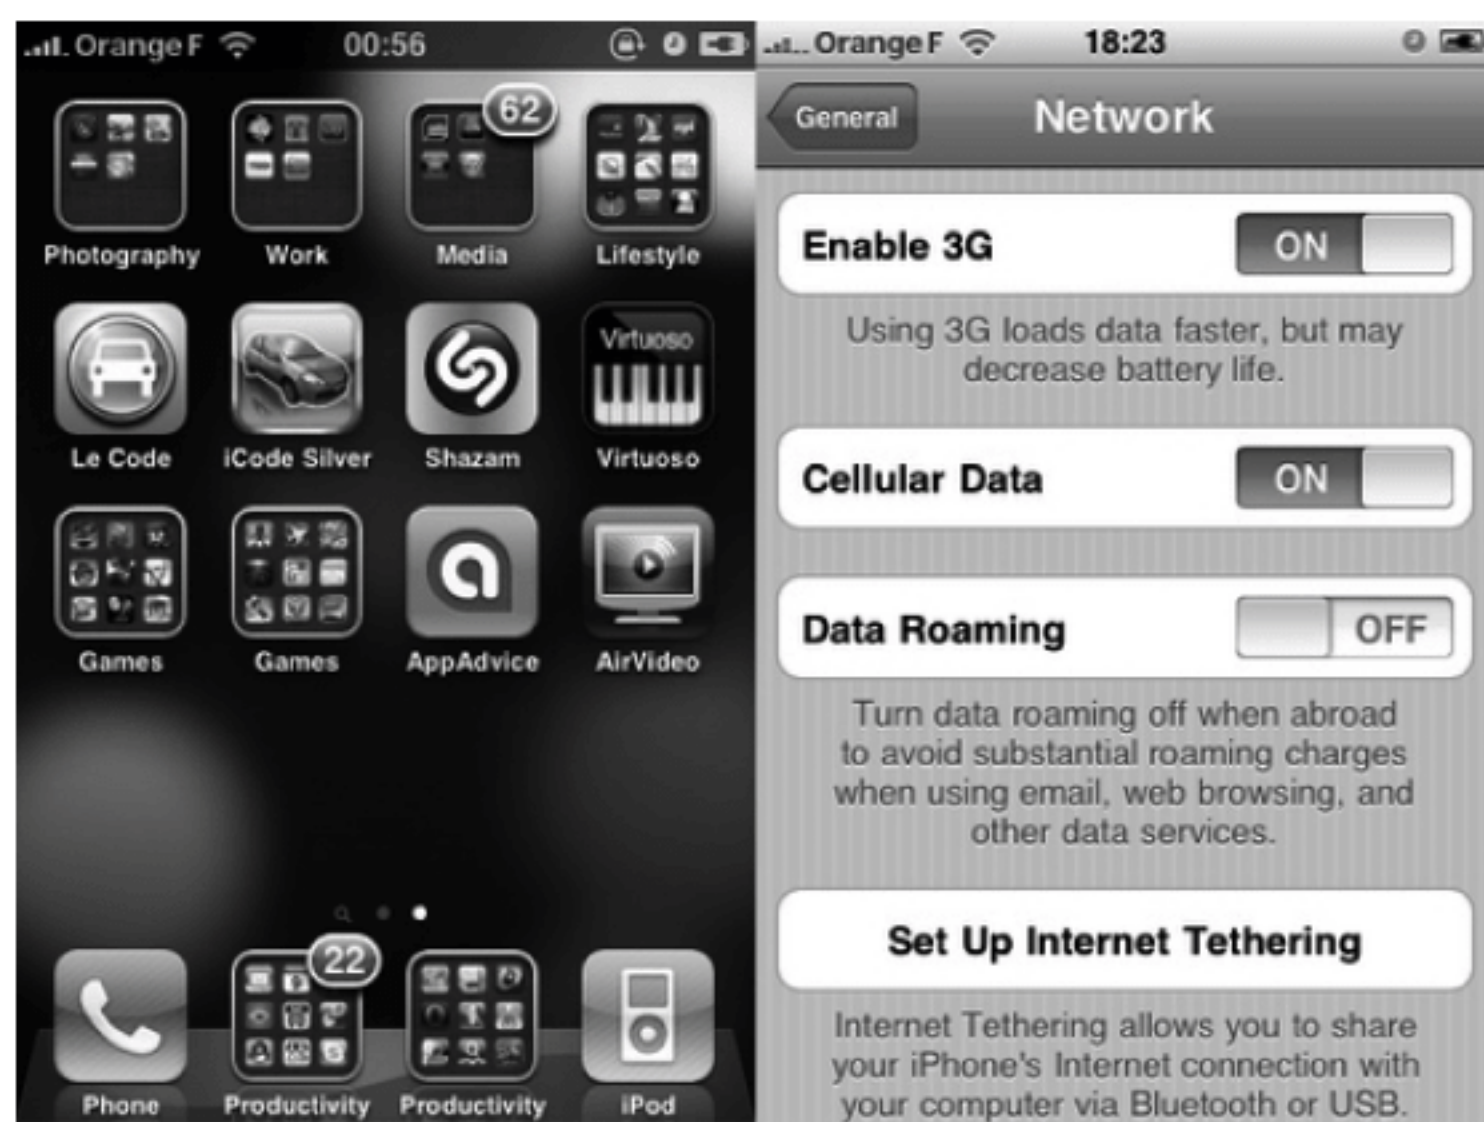 Orange F 00:56
62
Photography Work Media Lifestyle
Virtuoso
Le Code iCode Silver Shazam Virtuoso
Games Games AppAdvice AirVideo
22
Phone Productivity Productivity iPod
Orange F 18:23
General Network
Enable 3G ON
Using 3G loads data faster, but may
decrease battery life.
Cellular Data ON
Data Roaming OFF
Turn data roaming off when abroad
to avoid substantial roaming charges
when using email, web browsing, and
other data services.
Set Up Internet Tethering
Internet Tethering allows you to share
your iPhone's Internet connection with
your computer via Bluetooth or USB.